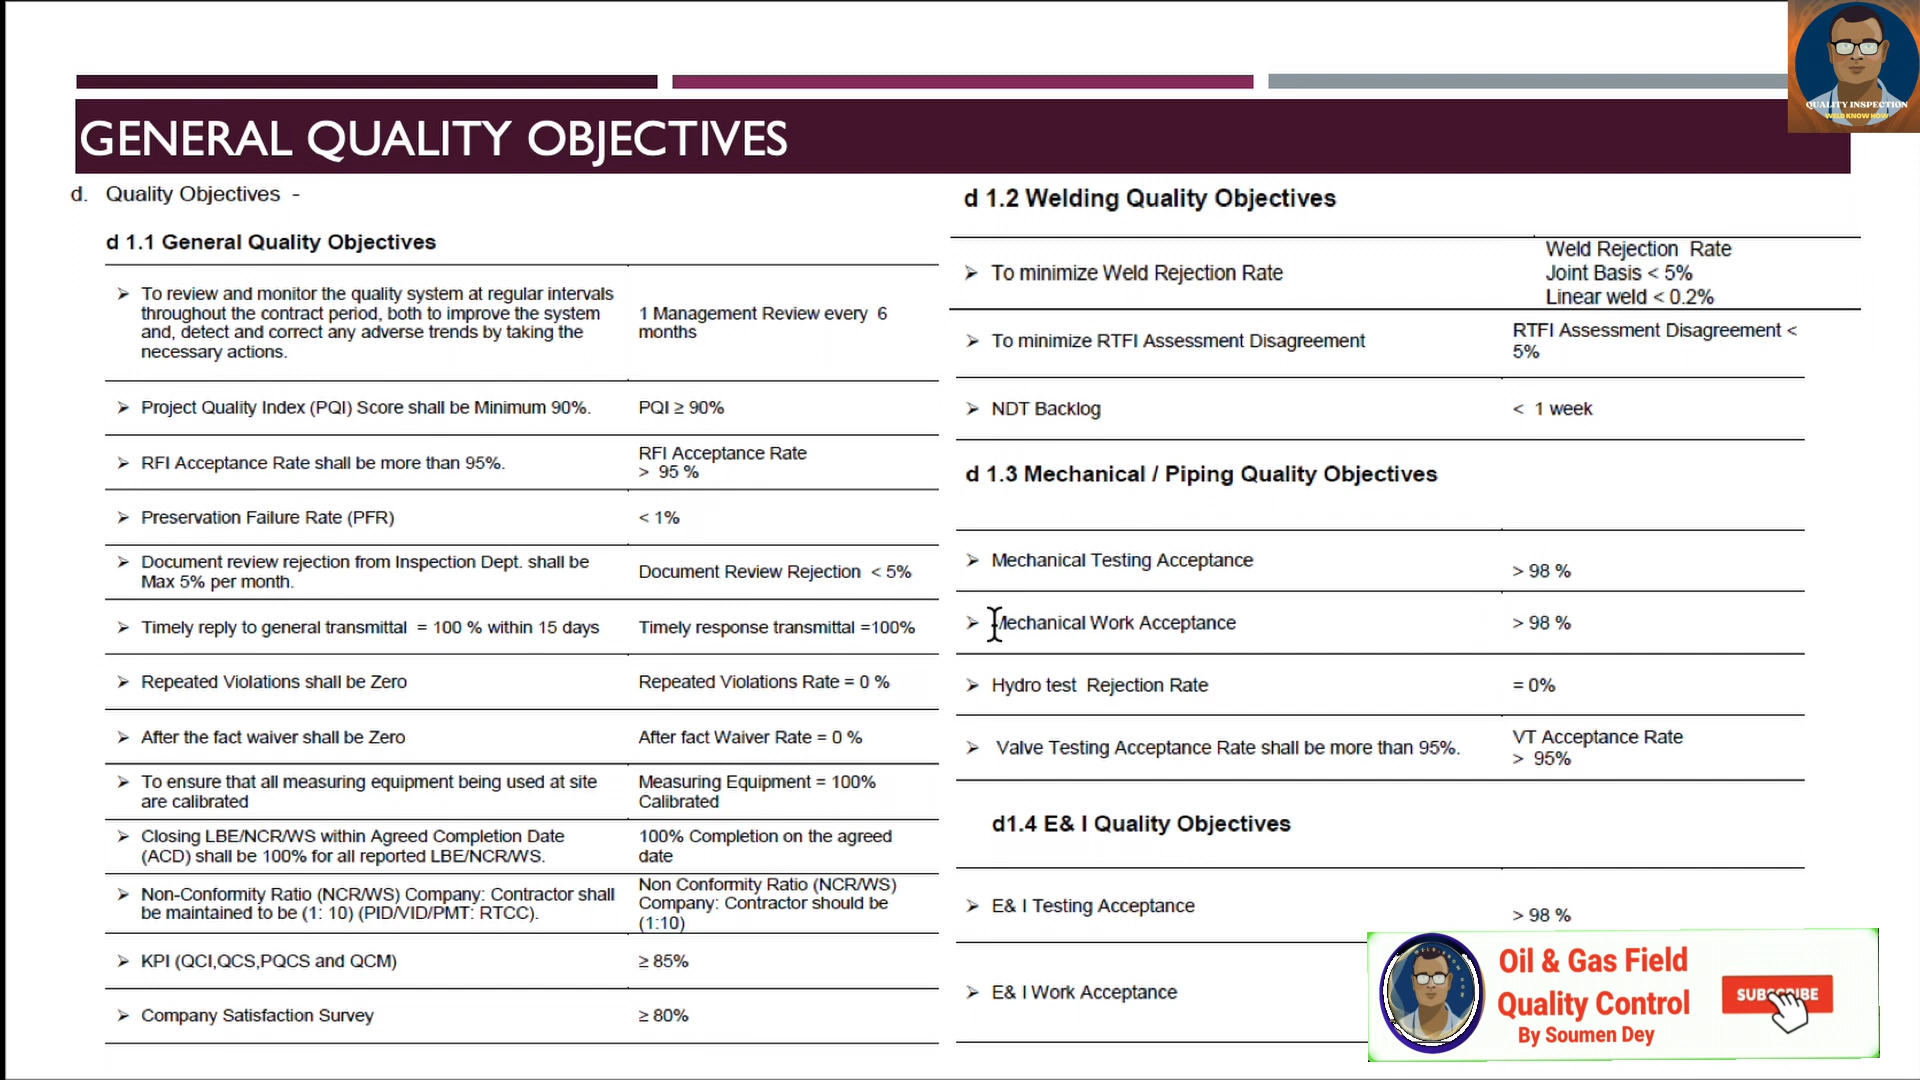 GENERAL QUALITY OBJECTIVES
QUALITY INSPECTION
WELD KNOW HOW
d. Quality Objectives -
d 1.1 General Quality Objectives
➢ To review and monitor the quality system at regular intervals
throughout the contract period, both to improve the system
and, detect and correct any adverse trends by taking the
necessary actions.
1 Management Review every 6
months
➢ Project Quality Index (PQI) Score shall be Minimum 90%.
PQI ≥ 90%
➢ RFI Acceptance Rate shall be more than 95%.
RFI Acceptance Rate
> 95 %
➢ Preservation Failure Rate (PFR)
< 1%
➢ Document review rejection from Inspection Dept. shall be
Max 5% per month.
Document Review Rejection < 5%
➢ Timely reply to general transmittal = 100 % within 15 days
Timely response transmittal =100%
➢ Repeated Violations shall be Zero
Repeated Violations Rate = 0 %
➢ After the fact waiver shall be Zero
After fact Waiver Rate = 0 %
➢ To ensure that all measuring equipment being used at site
are calibrated
Measuring Equipment = 100%
Calibrated
➢ Closing LBE/NCR/WS within Agreed Completion Date
(ACD) shall be 100% for all reported LBE/NCR/WS.
100% Completion on the agreed
date
➢ Non-Conformity Ratio (NCR/WS) Company: Contractor shall
be maintained to be (1: 10) (PID/VID/PMT: RTCC).
Non Conformity Ratio (NCR/WS)
Company: Contractor should be
(1:10)
➢ KPI (QCI,QCS,PQCS and QCM)
≥ 85%
➢ Company Satisfaction Survey
≥ 80%
d 1.2 Welding Quality Objectives
➢ To minimize Weld Rejection Rate
Weld Rejection Rate
Joint Basis < 5%
Linear weld < 0.2%
➢ To minimize RTFI Assessment Disagreement
RTFI Assessment Disagreement <
5%
➢ NDT Backlog
< 1 week
d 1.3 Mechanical / Piping Quality Objectives
➢ Mechanical Testing Acceptance
> 98 %
➢ Mechanical Work Acceptance
> 98 %
➢ Hydro test Rejection Rate
= 0%
➢ Valve Testing Acceptance Rate shall be more than 95%.
VT Acceptance Rate
> 95%
d1.4 E& I Quality Objectives
➢ E& I Testing Acceptance
> 98 %
➢ E& I Work Acceptance
Oil & Gas Field
Quality Control
By Soumen Dey
SUBSCRIBE